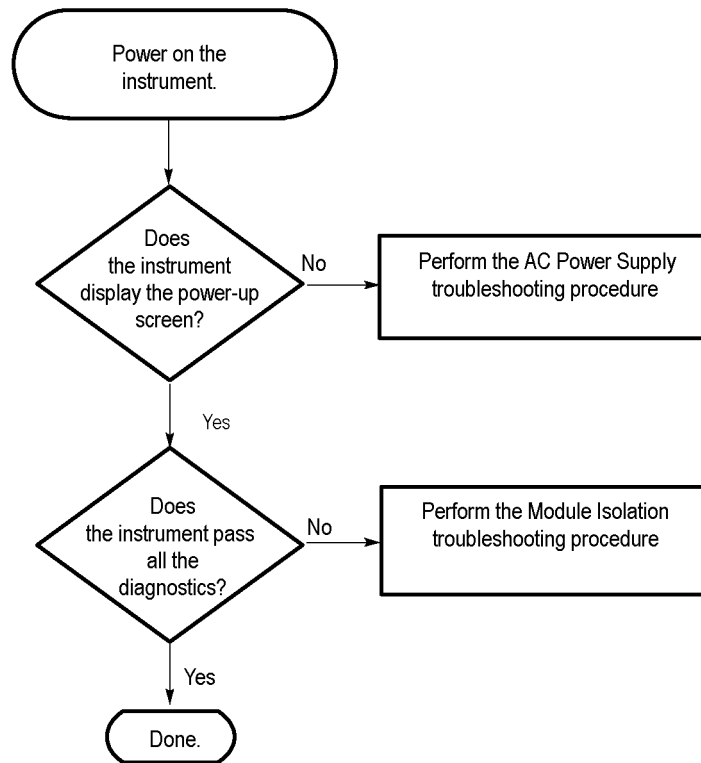 Power on the
instrument.
Does
the instrument
display the power-up
screen?
No
Perform the AC Power Supply
troubleshooting procedure
Yes
Does
the instrument pass
all the
diagnostics?
No
Perform the Module Isolation
troubleshooting procedure
Yes
Done.